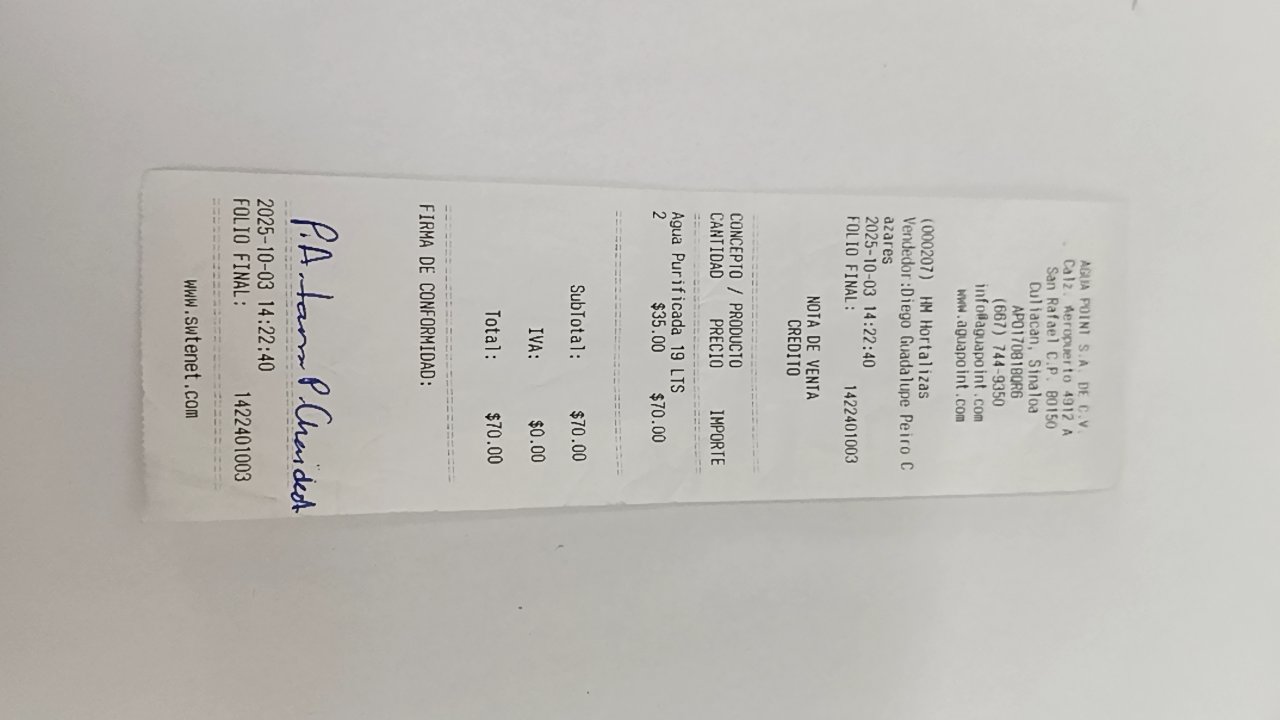 AGUA POINT S.A. DE C.V.
Calz. Aeropuerto 4912 A
San Rafael C.P. 80150
Culiacan, Sinaloa
APO170818QR6
(667) 744-9350
info@aguapoint.com
www.aguapoint.com
(000207) HM Hortalizas
Vendedor:Diego Guadalupe Peiro C
azares
2025-10-03 14:22:40
FOLIO FINAL: 1422401003
NOTA DE VENTA
CREDITO
CONCEPTO / PRODUCTO
CANTIDAD PRECIO IMPORTE
Agua Purificada 19 LTS
2 $35.00 $70.00
SubTotal: $70.00
IVA: $0.00
Total: $70.00
FIRMA DE CONFORMIDAD:
P.A
2025-10-03 14:22:40
FOLIO FINAL: 1422401003
www.swtenet.com